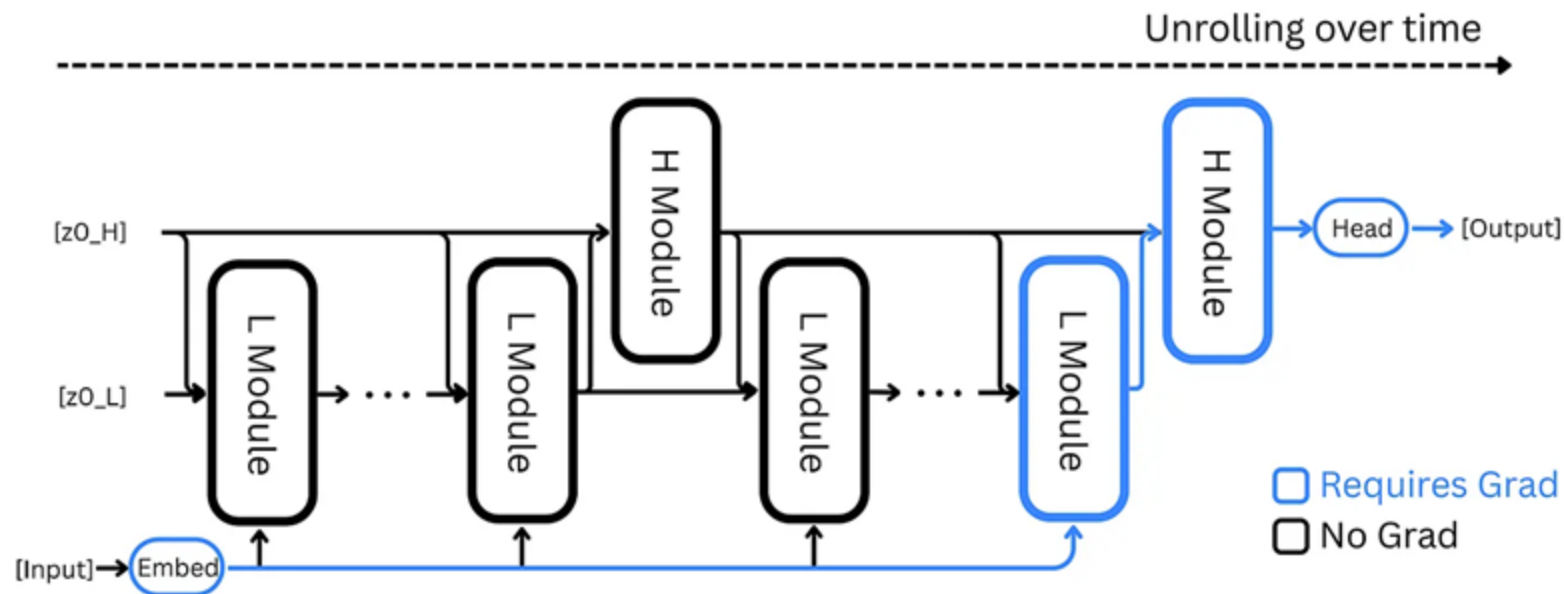 Unrolling over time
H Module
H Module
[z0_H]
Head
[Output]
L Module
L Module
L Module
L Module
[z0_L]
...
...
Requires Grad
No Grad
[Input]
Embed